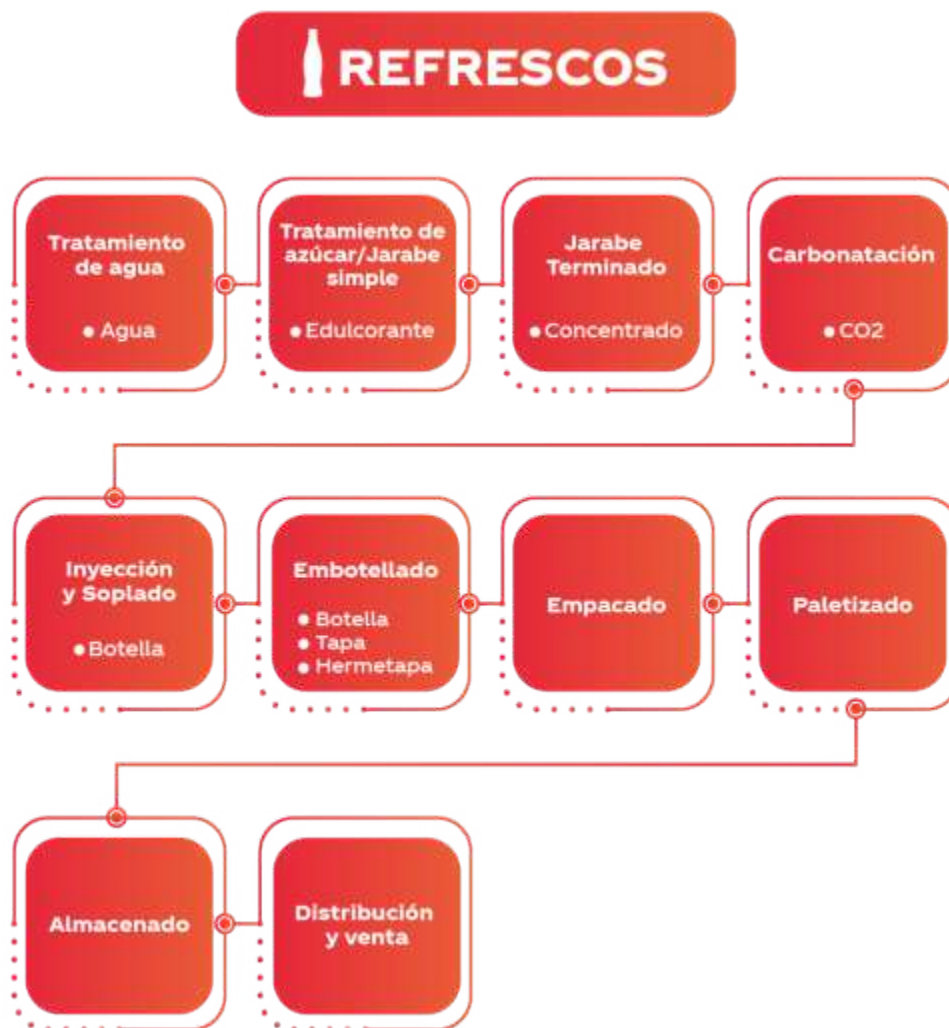 REFRESCOS
Tratamiento
de agua
• Agua
Tratamiento de
azúcar/Jarabe
simple
• Edulcorante
Jarabe
Terminado
• Concentrado
Carbonatación
• CO2
Inyección
y Soplado
• Botella
Embotellado
• Botella
• Tapa
• Hermetapa
Empacado
Paletizado
Almacenado
Distribución
y venta